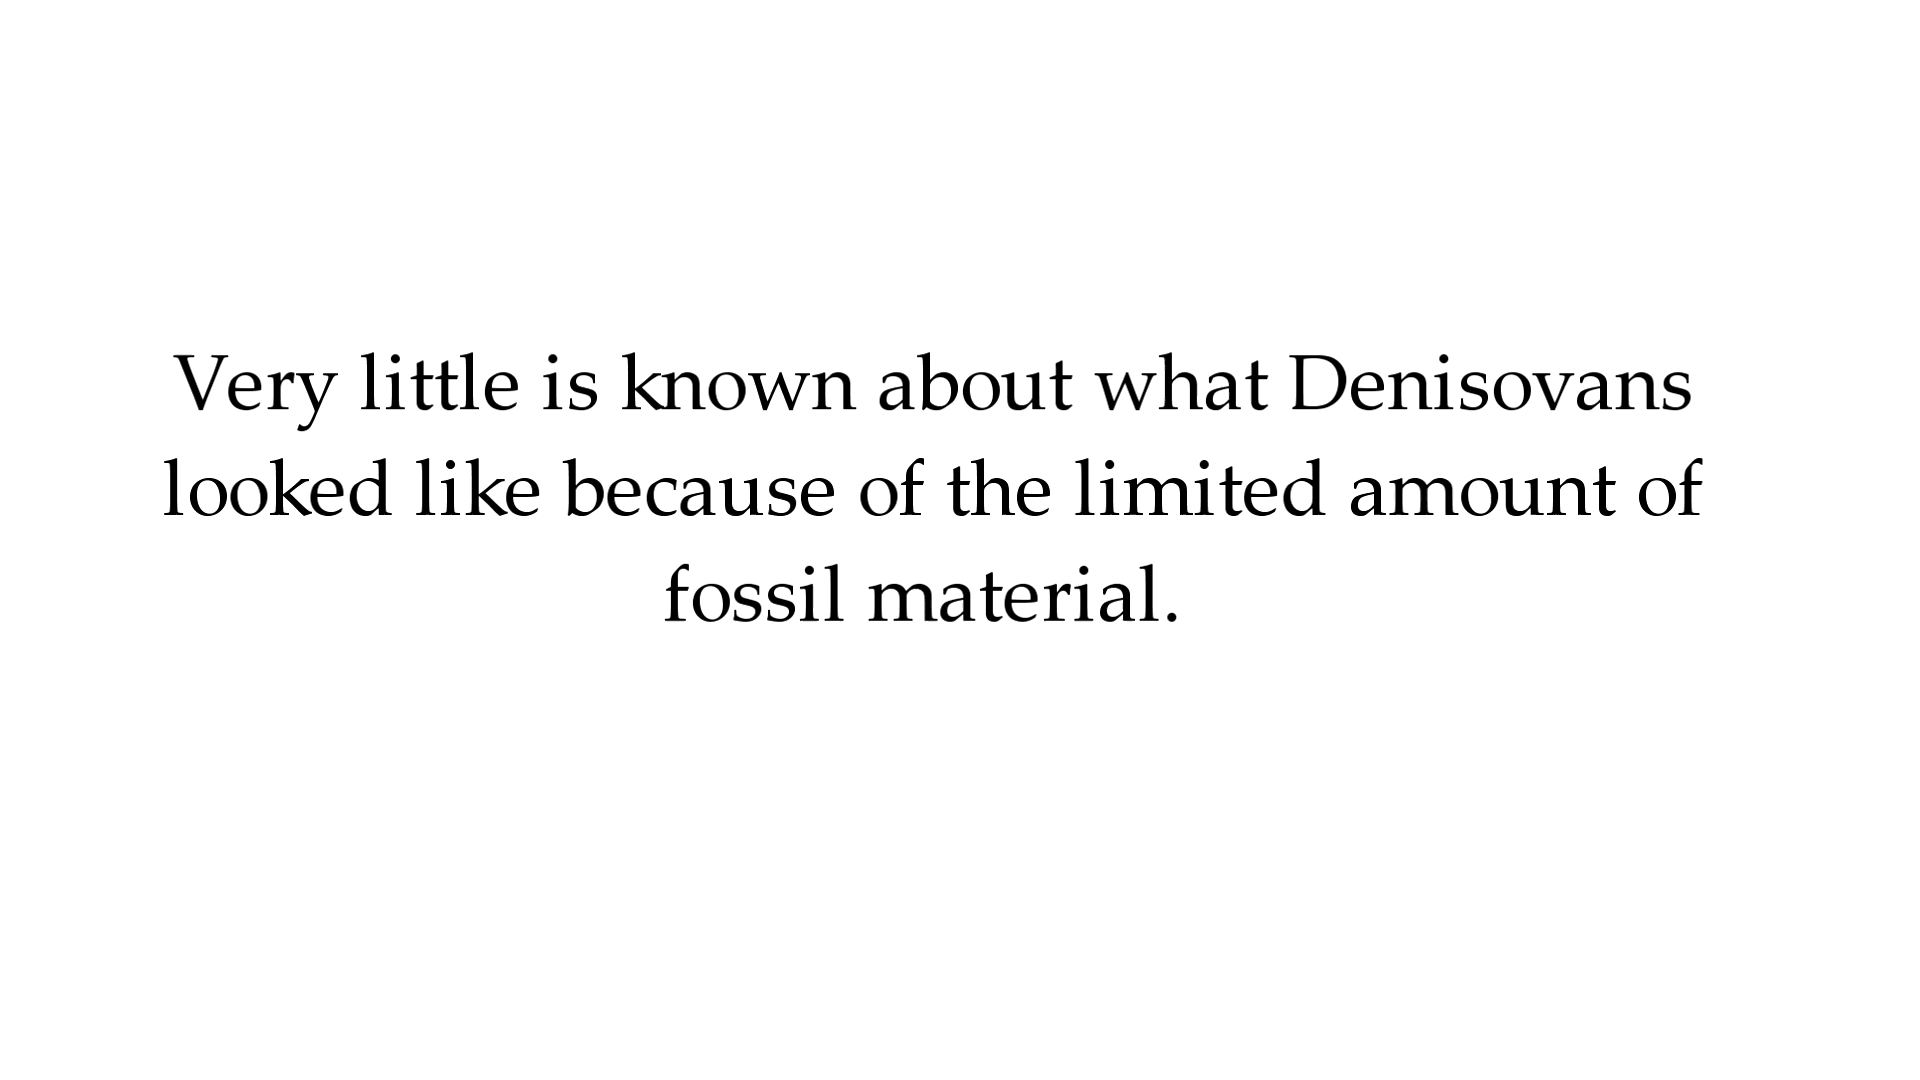 Very little is known about what Denisovans
looked like because of the limited amount of
fossil material.